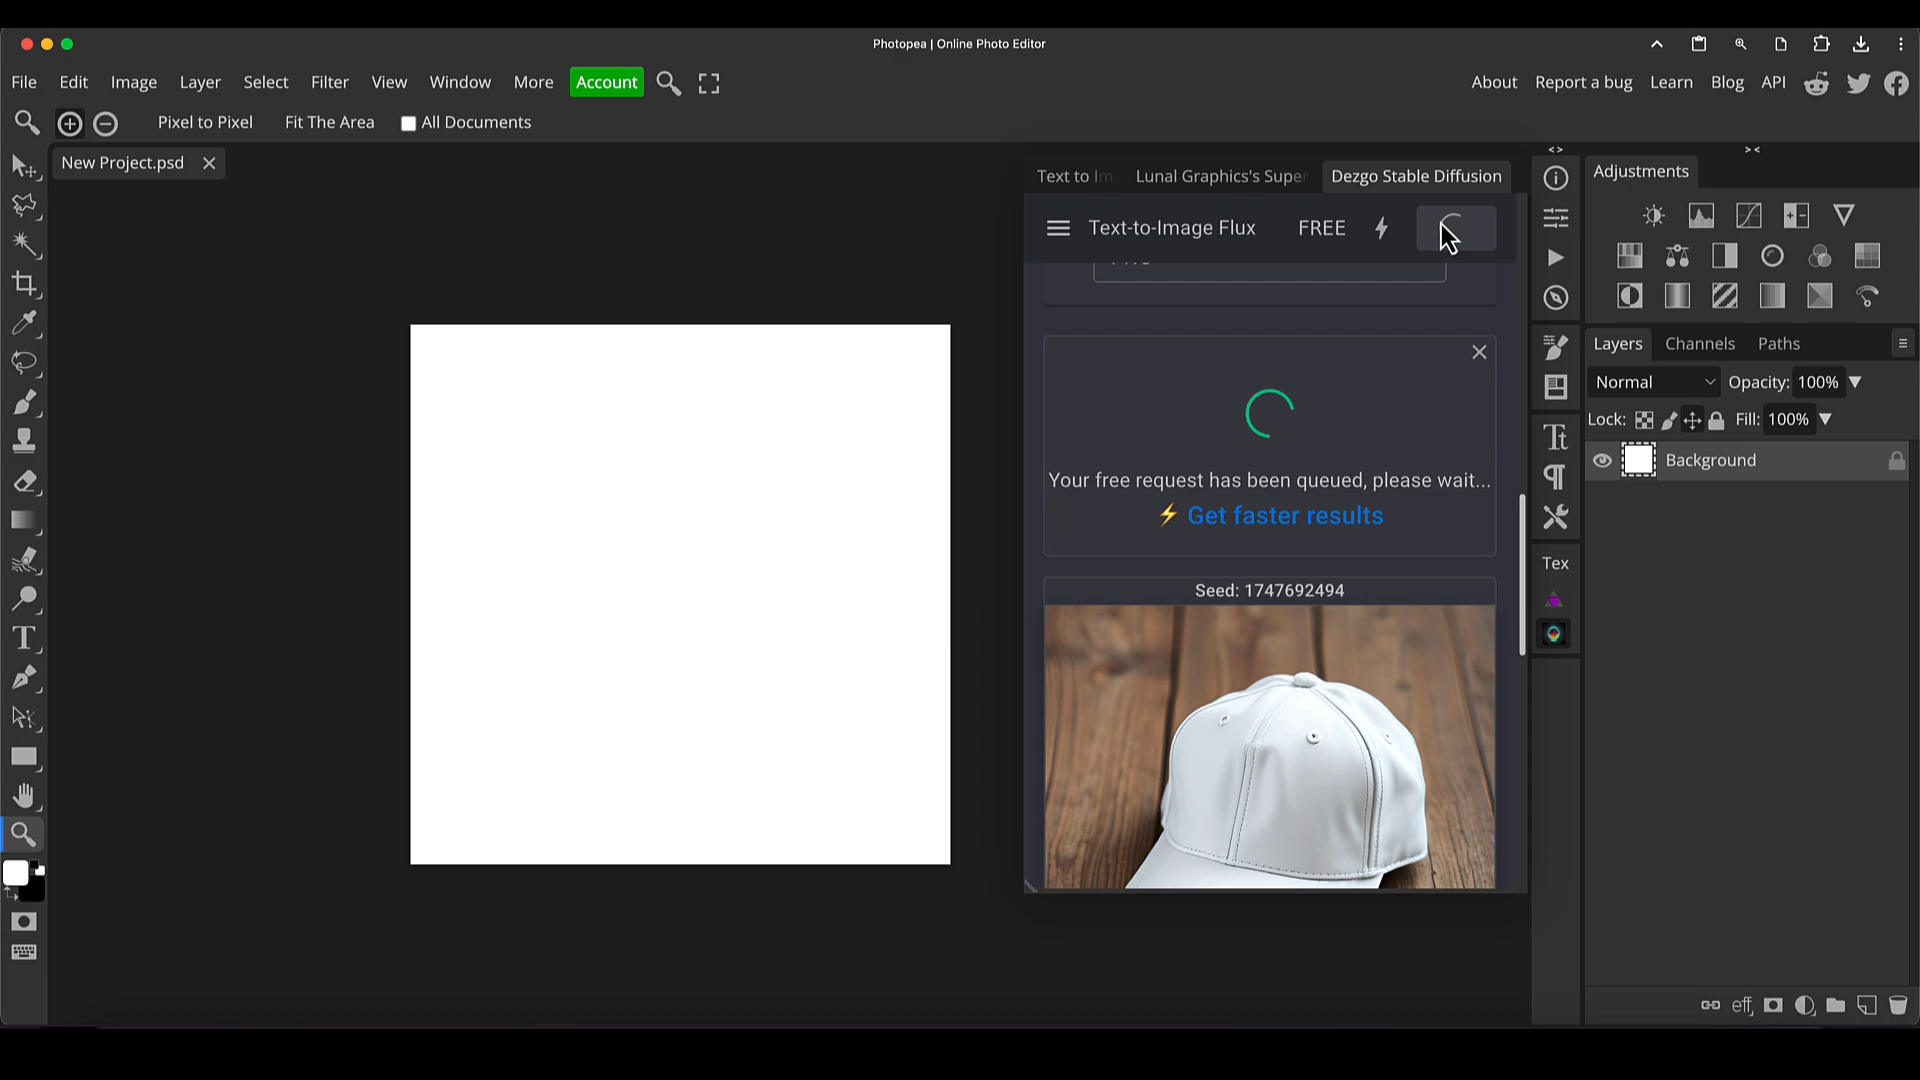 Photopea | Online Photo Editor
File Edit Image Layer Select Filter View Window More Account
About Report a bug Learn Blog API
Pixel to Pixel Fit The Area All Documents
New Project.psd
Text to Im Lunal Graphics's Super Dezgo Stable Diffusion
Text-to-Image Flux FREE
Your free request has been queued, please wait...
⚡ Get faster results
Seed: 1747692494
Tt
Tex
Adjustments
Layers Channels Paths
Normal Opacity: 100%
Lock: Fill: 100%
Background
eff